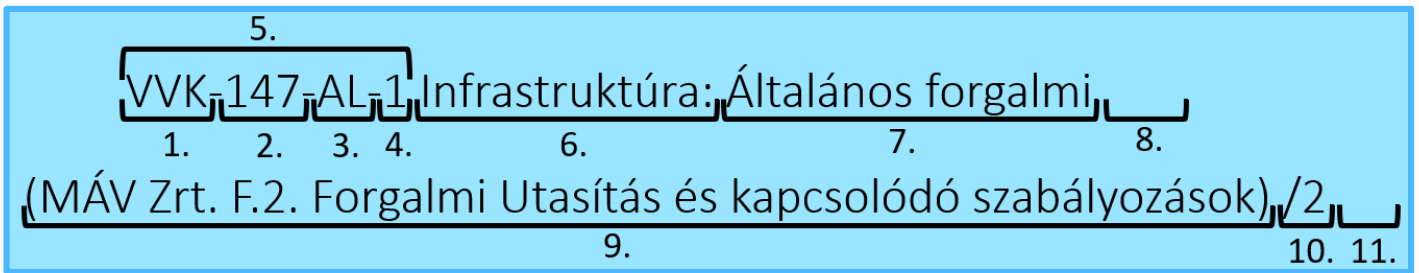 5.
VVK-147-AL-1 Infrastruktúra: Általános forgalmi
1. 2. 3. 4. 6. 7. 8.
(MÁV Zrt. F.2. Forgalmi Utasítás és kapcsolódó szabályozások) /2
9. 10. 11.